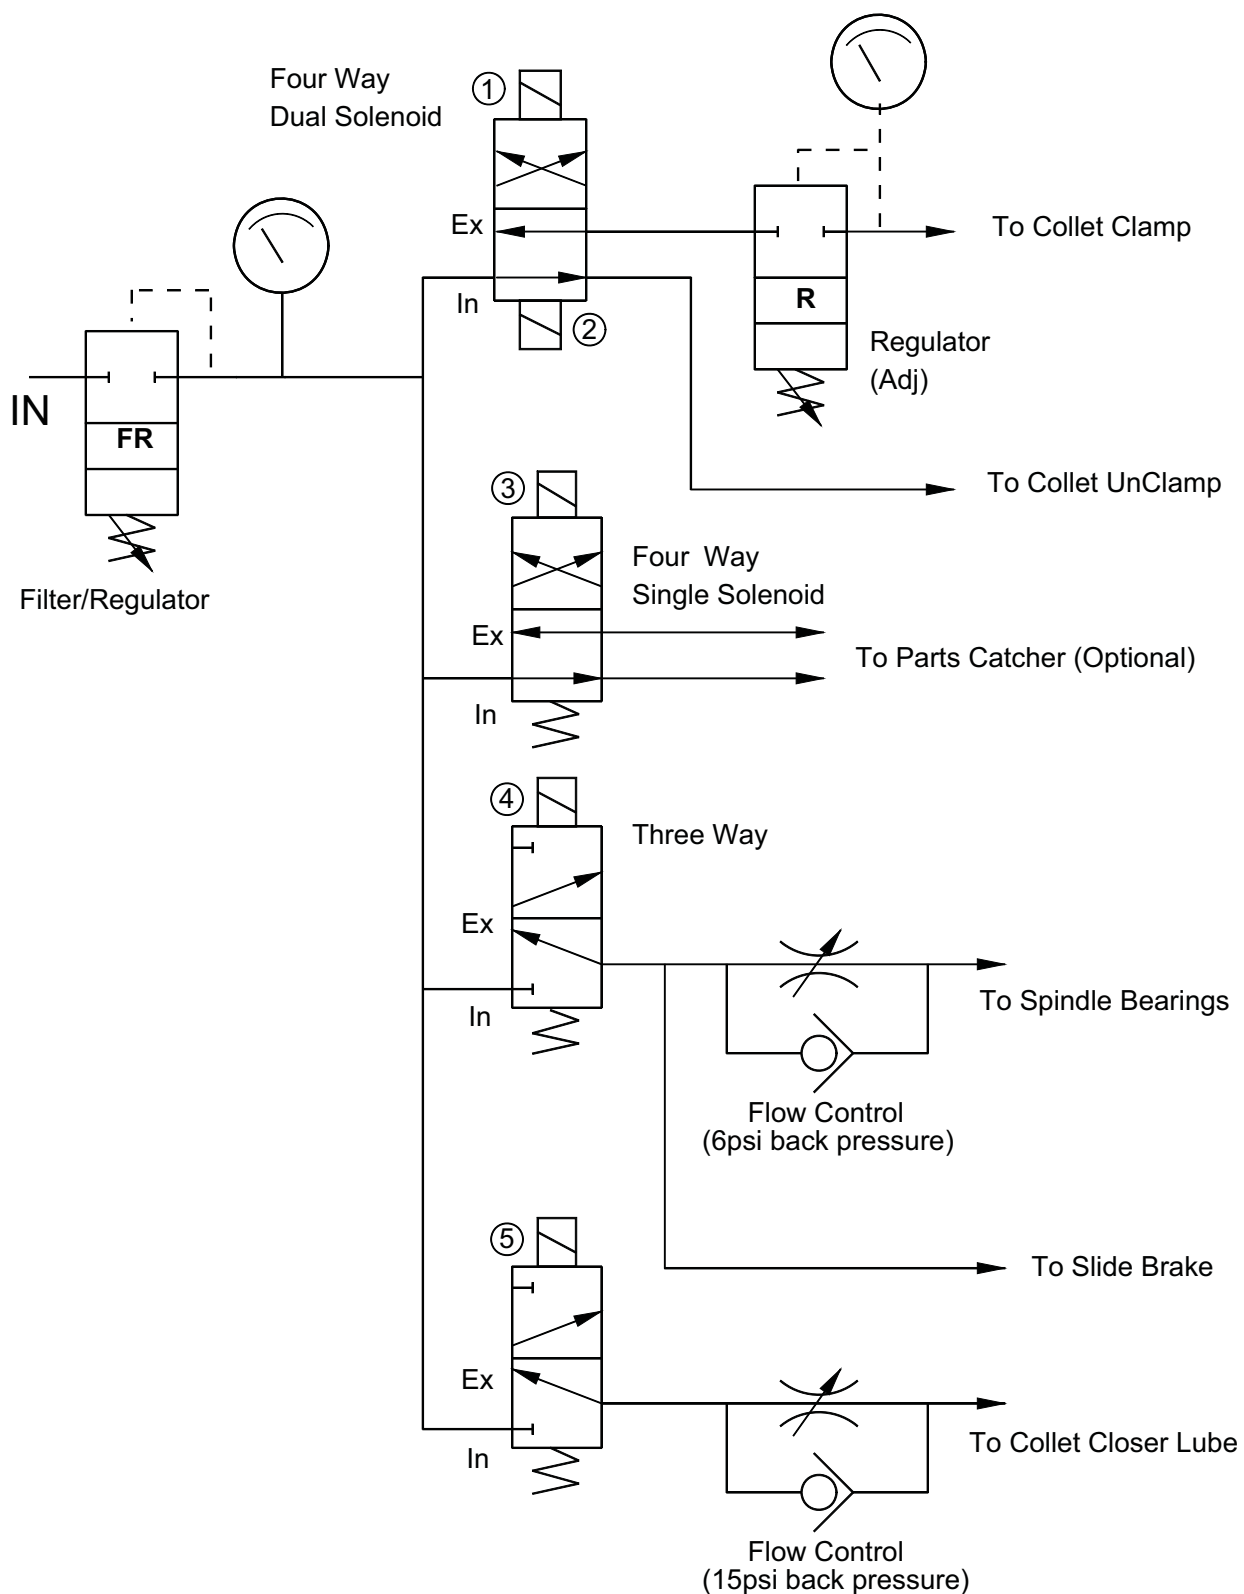 Four Way
Dual Solenoid
1
Ex
In
2
To Collet Clamp
R
Regulator
(Adj)
IN
FR
Filter/Regulator
To Collet UnClamp
3
Four Way
Single Solenoid
Ex
In
To Parts Catcher (Optional)
4
Three Way
Ex
In
To Spindle Bearings
Flow Control
(6psi back pressure)
To Slide Brake
5
Ex
In
To Collet Closer Lube
Flow Control
(15psi back pressure)